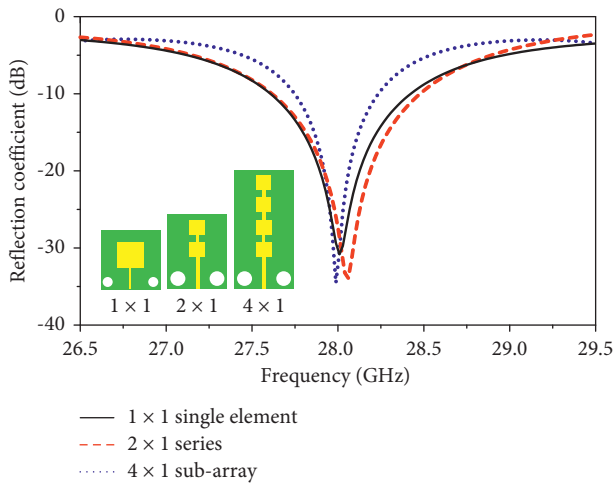 Reflection coefficient (dB)
0
-10
-20
-30
-40
1 × 1
2 × 1
4 × 1
26.5 27.0 27.5 28.0 28.5 29.0 29.5
Frequency (GHz)
1 × 1 single element
2 × 1 series
4 × 1 sub-array